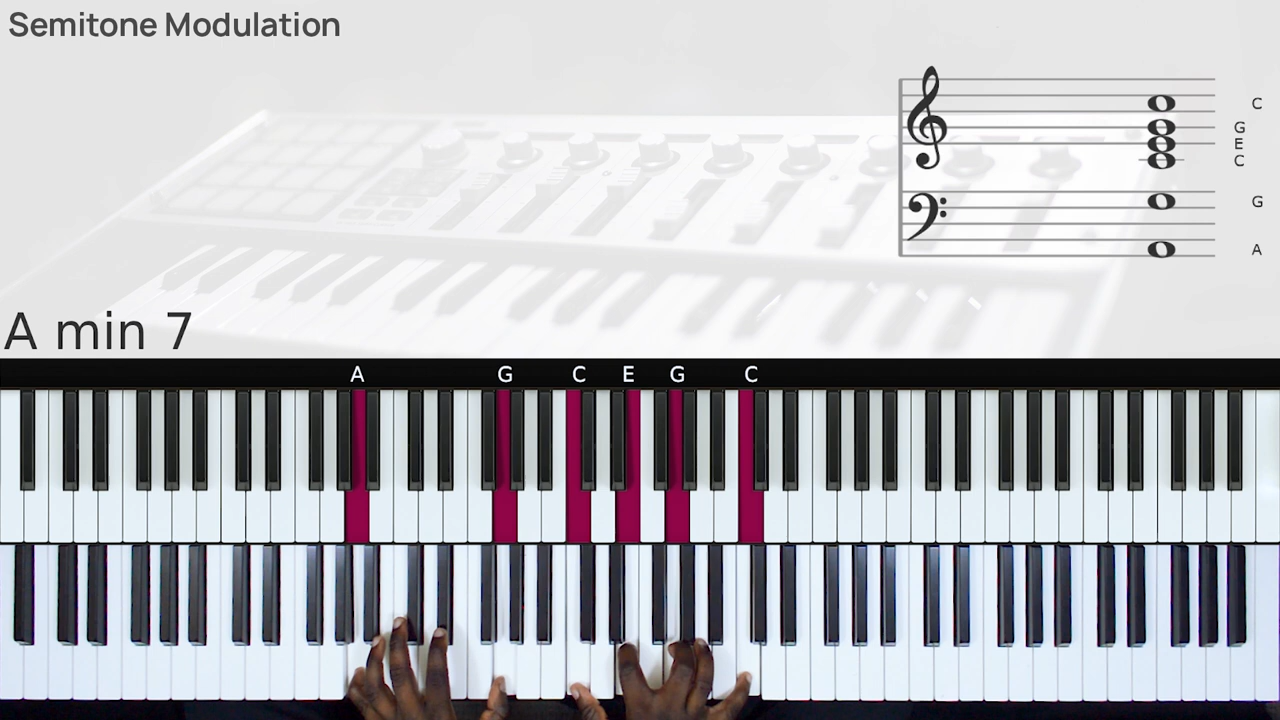 Semitone Modulation
C
G
E
C
G
A
A min 7
A G C E G C